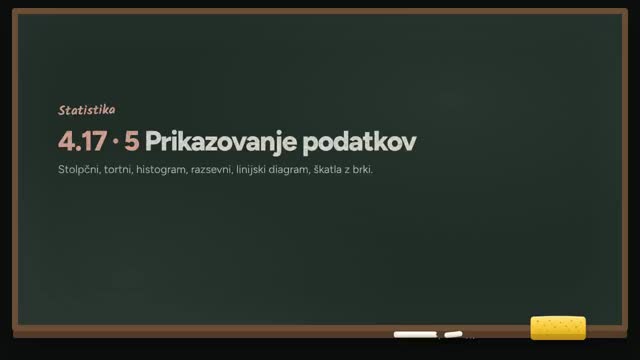 Statistika
4.17 · 5 Prikazovanje podatkov
Stolpčni, tortni, histogram, razsevni, linijski diagram, škatla z brki.